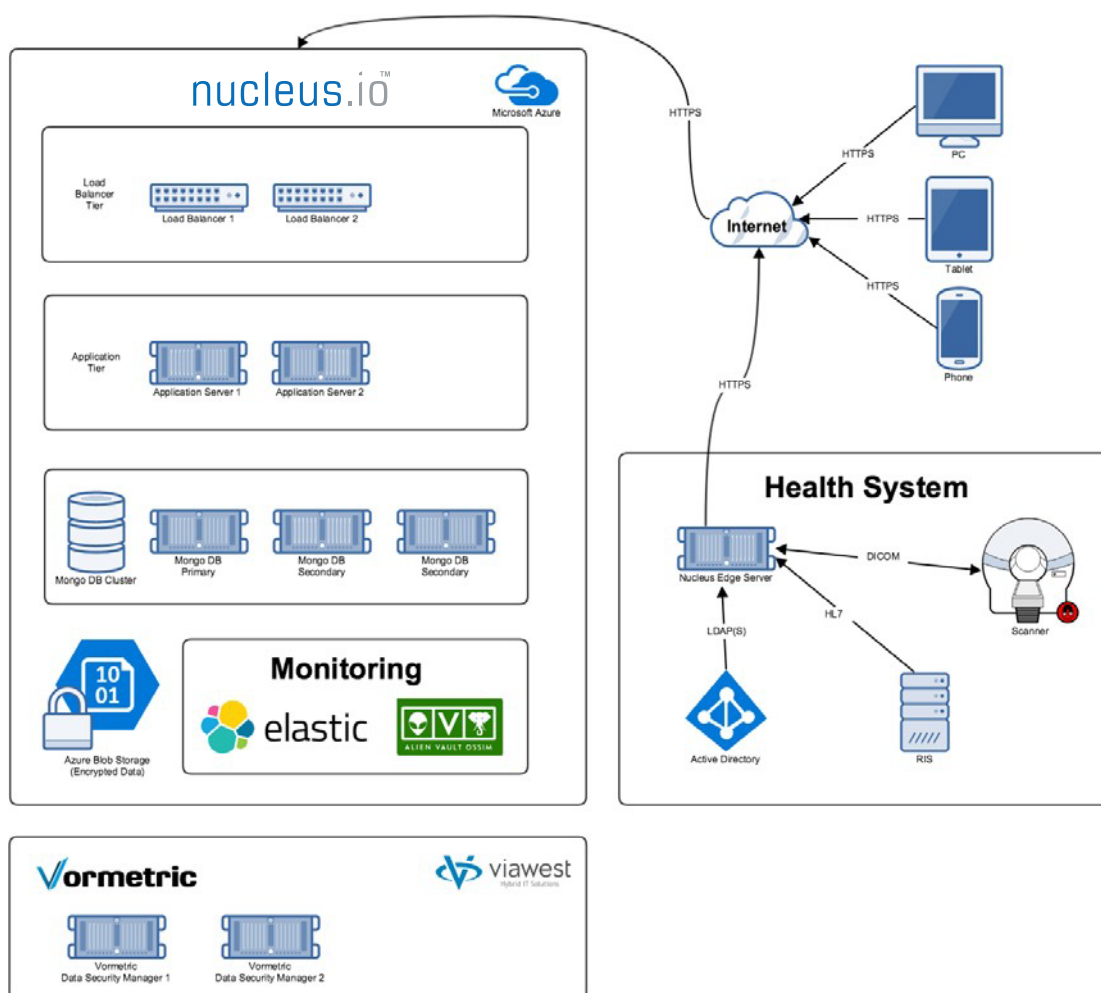 nucleus.io™
Microsoft Azure
Load
Balancer
Tier
Load Balancer 1
Load Balancer 2
Application
Tier
Application Server 1
Application Server 2
Mongo DB Cluster
Mongo DB
Primary
Mongo DB
Secondary
Mongo DB
Secondary
10
01
Azure Blob Storage
(Encrypted Data)
Monitoring
elastic
V
ALIEN VAULT OSSIM
Vormetric
viawest
Hybrid IT Solutions
Vormetric
Data Security Manager 1
Vormetric
Data Security Manager 2
HTTPS
Internet
HTTPS
PC
HTTPS
Tablet
HTTPS
Phone
HTTPS
Health System
Nucleus Edge Server
DICOM
Scanner
HL7
LDAP(S)
Active Directory
RIS